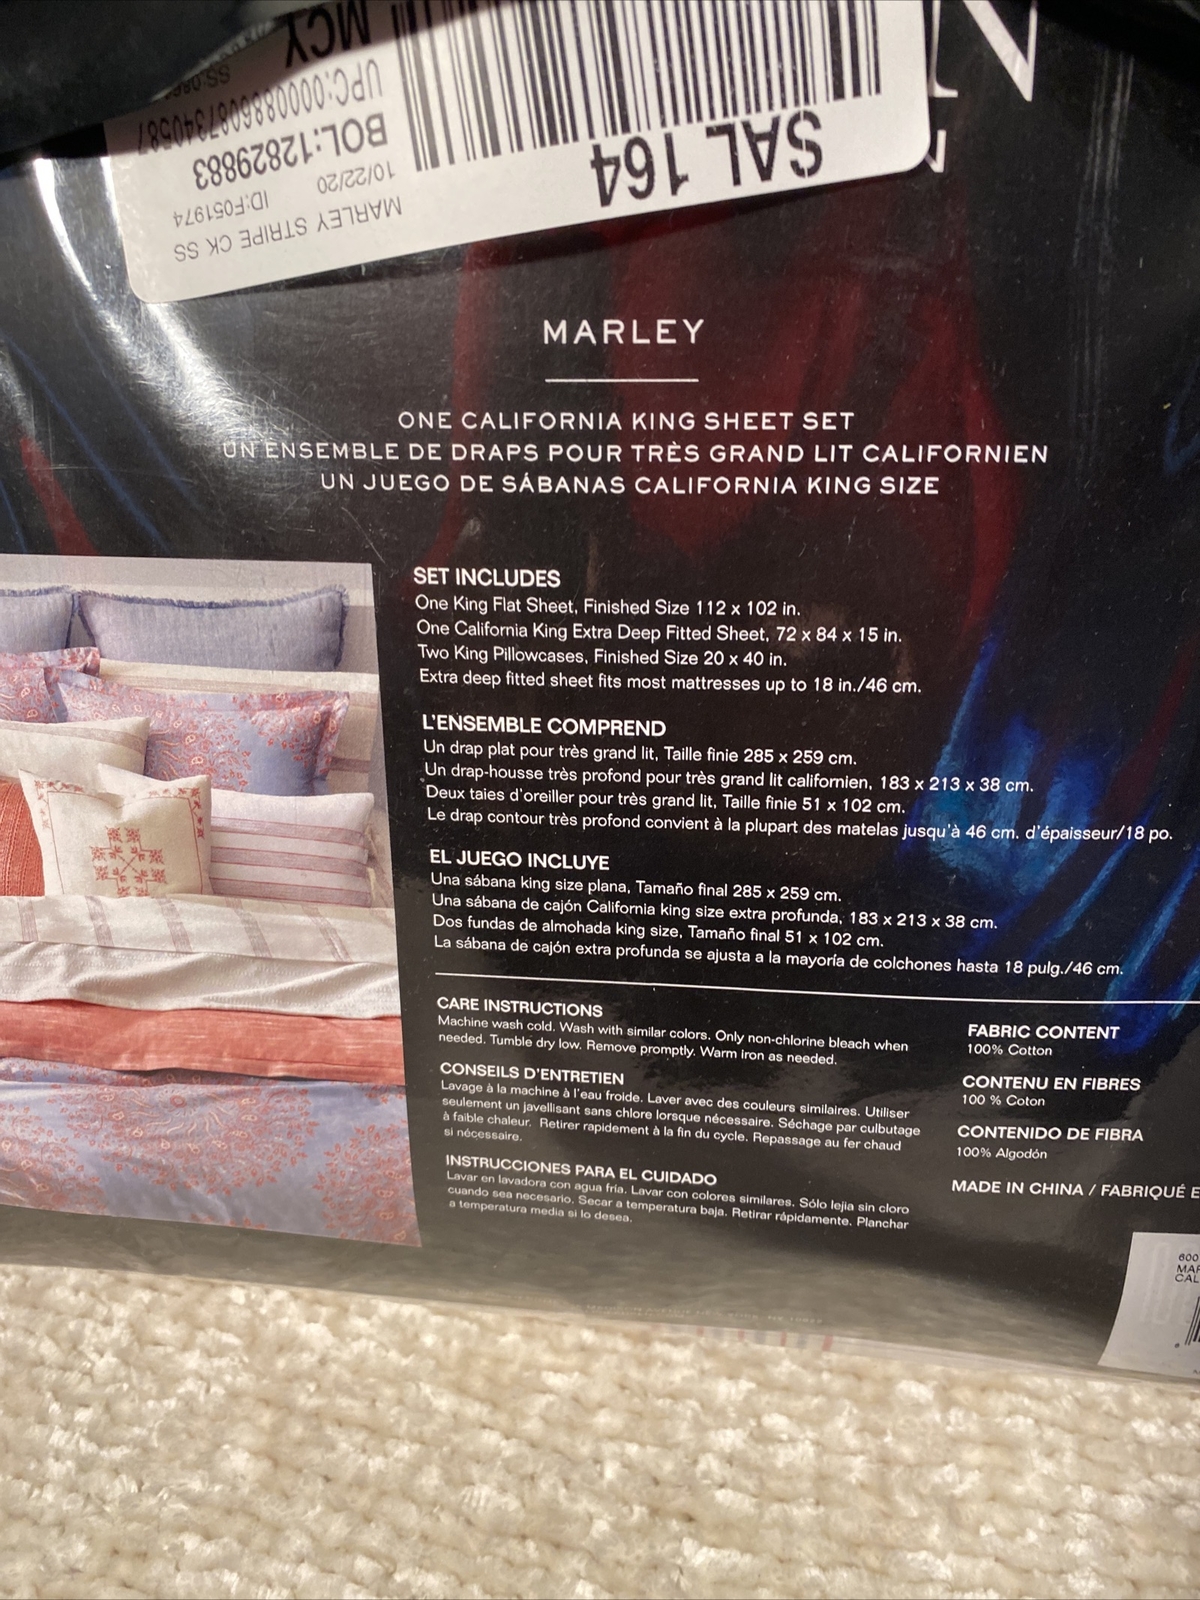 SAL 164
MARLEY STRIPE CK SS
10/22/20 ID:F051974
BOL:12829883
MCY
MARLEY
ONE CALIFORNIA KING SHEET SET
UN ENSEMBLE DE DRAPS POUR TRÈS GRAND LIT CALIFORNIEN
UN JUEGO DE SÁBANAS CALIFORNIA KING SIZE
SET INCLUDES
One King Flat Sheet, Finished Size 112 x 102 in.
One California King Extra Deep Fitted Sheet, 72 x 84 x 15 in.
Two King Pillowcases, Finished Size 20 x 40 in.
Extra deep fitted sheet fits most mattresses up to 18 in./46 cm.
L'ENSEMBLE COMPREND
Un drap plat pour très grand lit, Taille finie 285 x 259 cm.
Un drap-housse très profond pour très grand lit californien, 183 x 213 x 38 cm.
Deux taies d'oreiller pour très grand lit, Taille finie 51 x 102 cm.
Le drap contour très profond convient à la plupart des matelas jusqu'à 46 cm. d'épaisseur/18 po.
EL JUEGO INCLUYE
Una sábana king size plana, Tamaño final 285 x 259 cm.
Una sábana de cajón California king size extra profunda, 183 x 213 x 38 cm.
Dos fundas de almohada king size, Tamaño final 51 x 102 cm.
La sábana de cajón extra profunda se ajusta a la mayoría de colchones hasta 18 pulg./46 cm.
CARE INSTRUCTIONS
Machine wash cold. Wash with similar colors. Only non-chlorine bleach when
needed. Tumble dry low. Remove promptly. Warm iron as needed.
CONSEILS D'ENTRETIEN
Lavage à la machine à l'eau froide. Laver avec des couleurs similaires. Utiliser
seulement un javellisant sans chlore lorsque nécessaire. Séchage par culbutage
à faible chaleur. Retirer rapidement à la fin du cycle. Repassage au fer chaud
si nécessaire.
INSTRUCCIONES PARA EL CUIDADO
Lavar en lavadora con agua fría. Lavar con colores similares. Sólo lejia sin cloro
cuando sea necesario. Secar a temperatura baja. Retirar rápidamente. Planchar
a temperatura media si lo desea.
FABRIC CONTENT
100% Cotton
CONTENU EN FIBRES
100 % Coton
CONTENIDO DE FIBRA
100% Algodón
MADE IN CHINA / FABRIQUÉ E
600
MAR
CAL